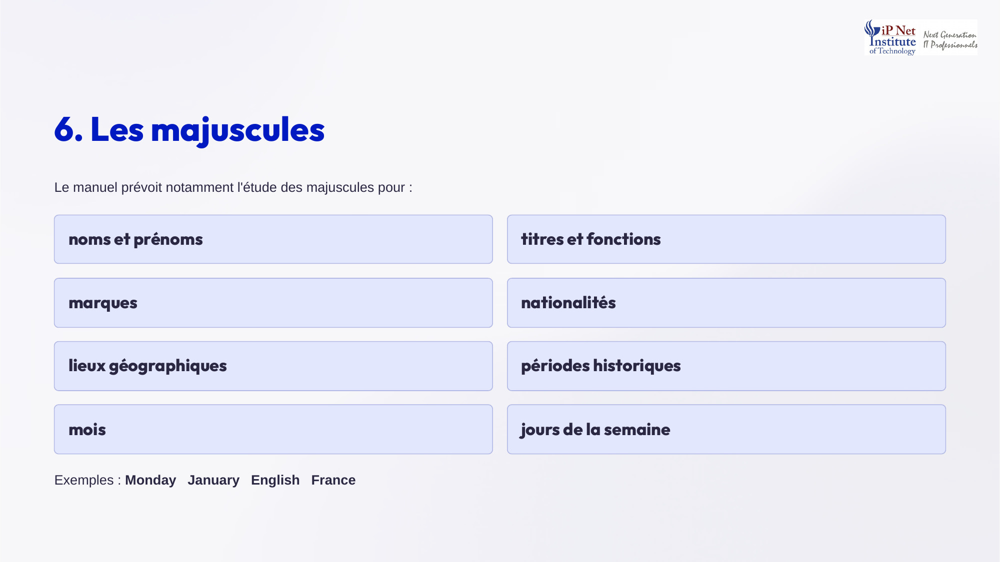 iP Net
Institute
of Technology
Next Generation
IT Professionnels
6. Les majuscules
Le manuel prévoit notamment l'étude des majuscules pour :
noms et prénoms
titres et fonctions
marques
nationalités
lieux géographiques
périodes historiques
mois
jours de la semaine
Exemples : Monday January English France